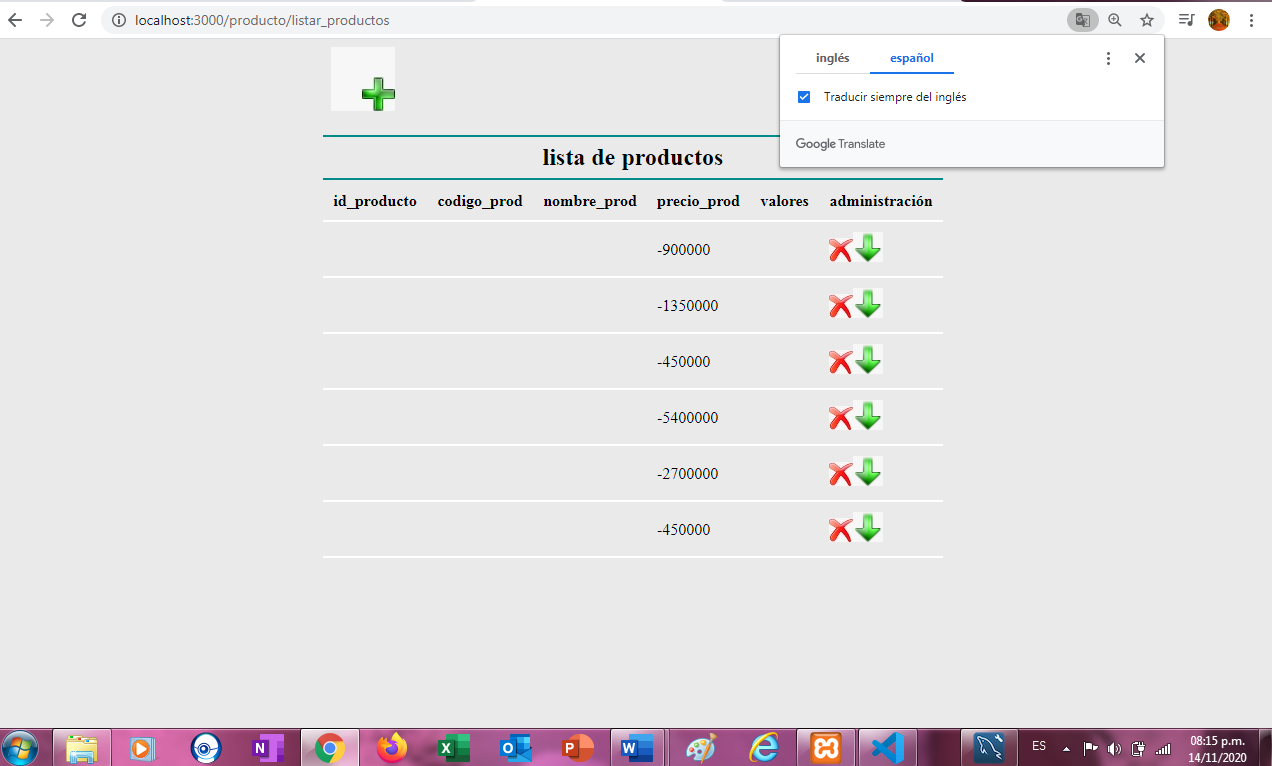 localhost:3000/producto/listar_productos
inglés español
Traducir siempre del inglés
Google Translate
lista de productos
id_producto codigo_prod nombre_prod precio_prod valores administración
-900000
-1350000
-450000
-5400000
-2700000
-450000
N X O P W
ES 08:15 p.m.
14/11/2020